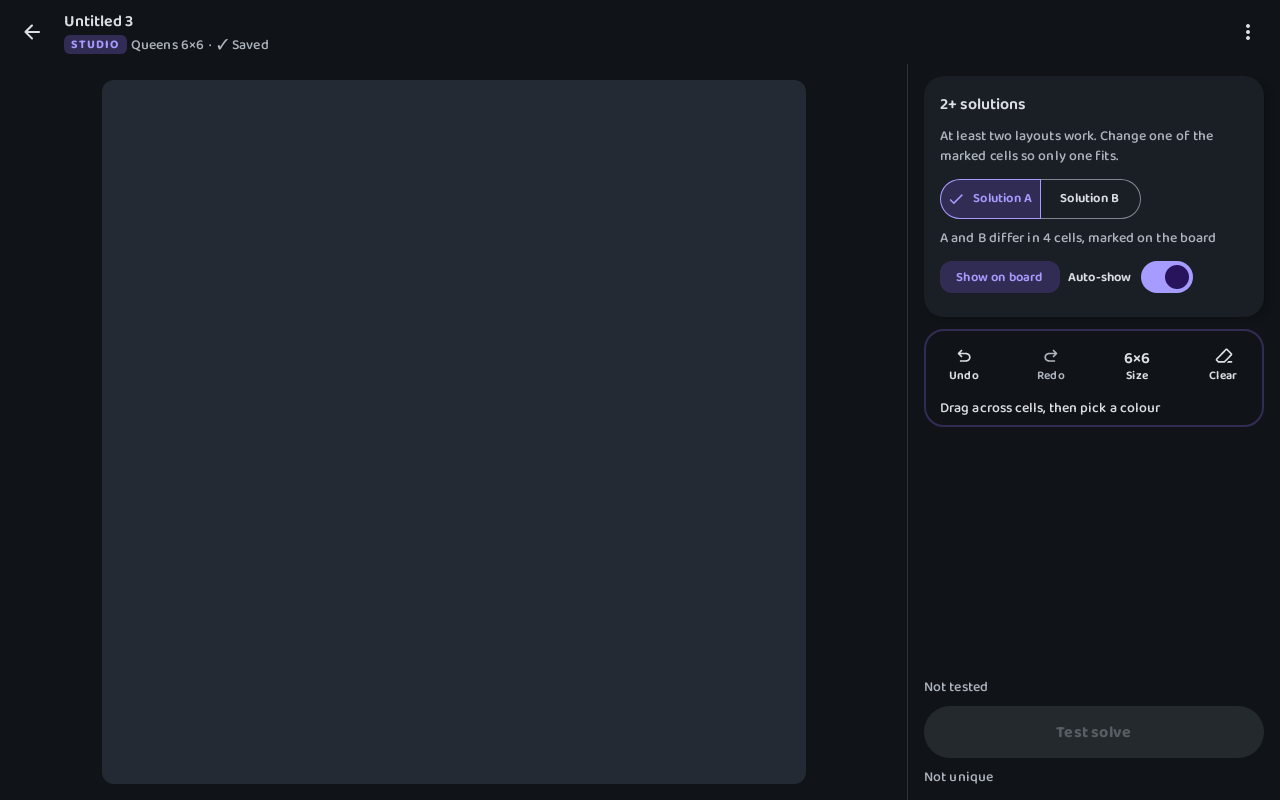 Untitled 3
STUDIO Queens 6×6 · ✓ Saved
2+ solutions
At least two layouts work. Change one of the
marked cells so only one fits.
Solution A
Solution B
A and B differ in 4 cells, marked on the board
Show on board
Auto-show
Undo
Redo
6×6
Size
Clear
Drag across cells, then pick a colour
Not tested
Test solve
Not unique